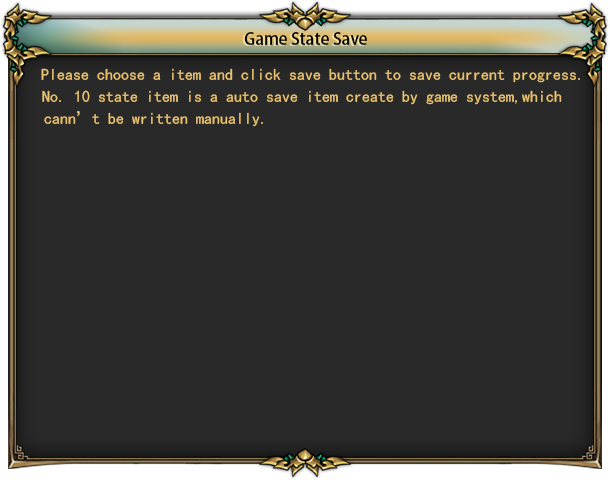 Game State Save
Please choose a item and click save button to save current progress.
No. 10 state item is a auto save item create by game system,which
cann’t be written manually.